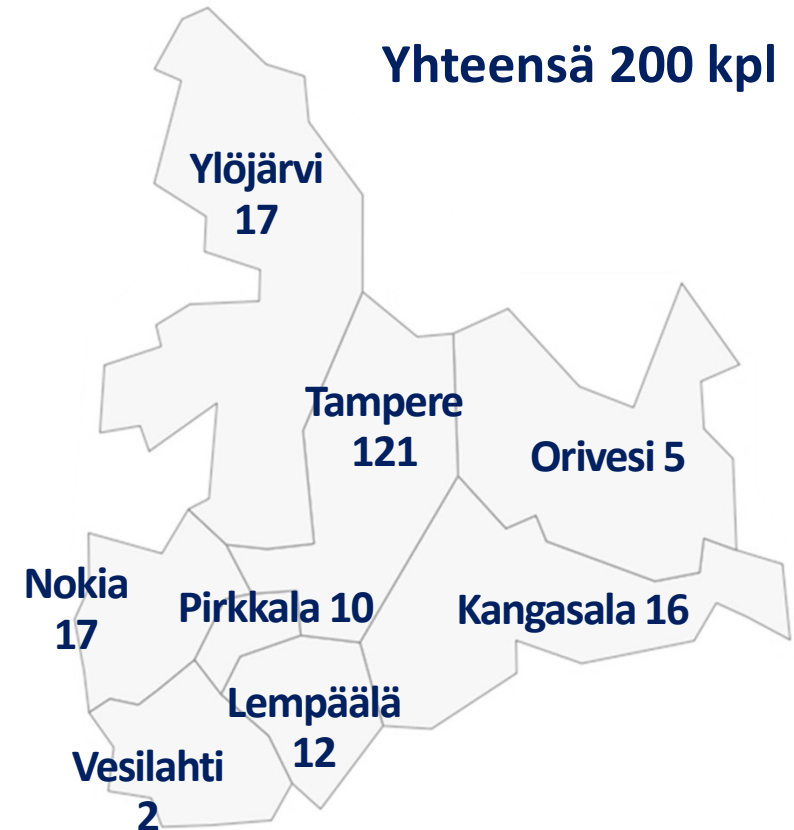 Yhteensä 200 kpl
Ylöjärvi
17
Tampere
121
Orivesi 5
Nokia
17
Pirkkala 10
Kangasala 16
Lempäälä
12
Vesilahti
2